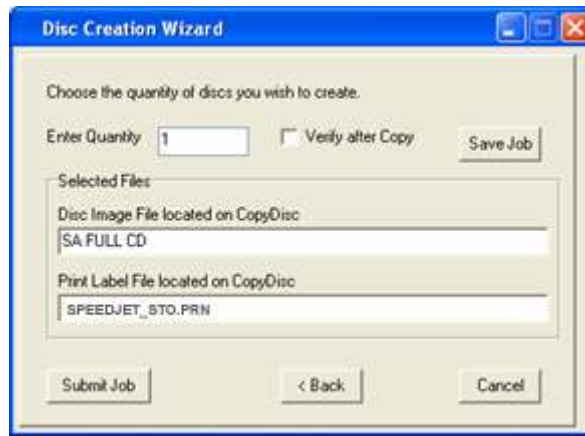 Disc Creation Wizard
Choose the quantity of discs you wish to create.
Enter Quantity 1 Verify after Copy Save Job
Selected Files
Disc Image File located on CopyDisc
SA FULL CD
Print Label File located on CopyDisc
SPEEDJET_STO.PRN
Submit Job < Back Cancel